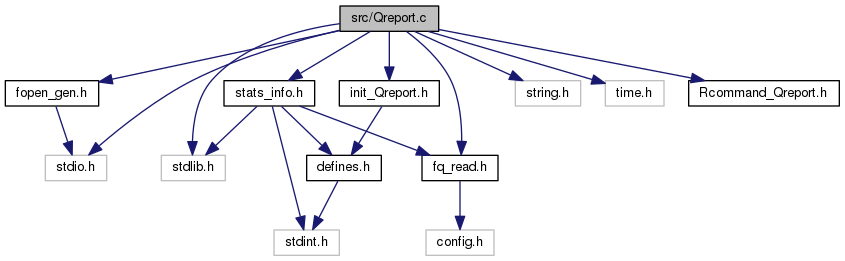 src/Qreport.c
fopen_gen.h
stats_info.h
init_Qreport.h
string.h
time.h
Rcommand_Qreport.h
stdio.h
stdlib.h
defines.h
fq_read.h
stdint.h
config.h